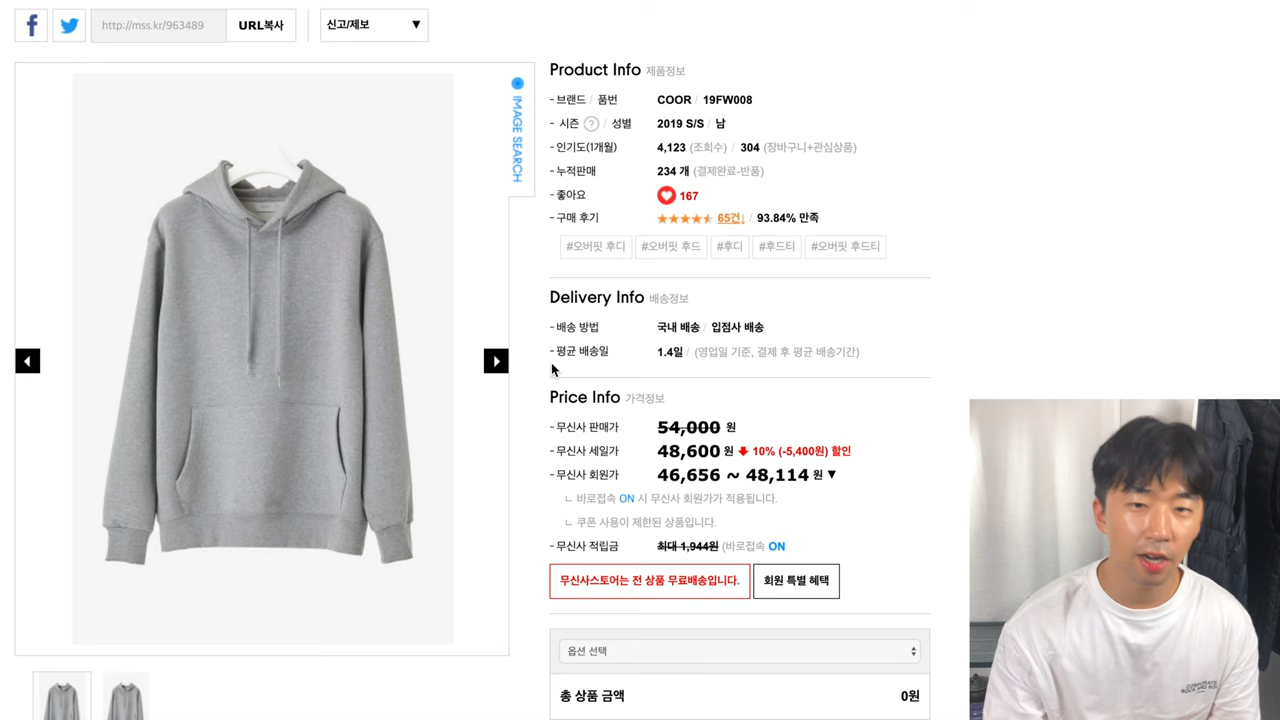 http://mss.kr/963489 URL복사 신고/제보 ▼
IMAGE SEARCH
Product Info 제품정보
- 브랜드 / 품번 COOR / 19FW008
- 시즌 ? / 성별 2019 S/S / 남
- 인기도(1개월) 4,123 (조회수) / 304 (장바구니+관심상품)
- 누적판매 234 개 (결제완료-반품)
- 좋아요 167
- 구매 후기 ★★★★★ 65건↓ / 93.84% 만족
#오버핏 후디 #오버핏 후드 #후디 #후드티 #오버핏 후드티
Delivery Info 배송정보
- 배송 방법 국내 배송 / 입점사 배송
- 평균 배송일 1.4일 / (영업일 기준, 결제 후 평균 배송기간)
Price Info 가격정보
- 무신사 판매가 54,000 원
- 무신사 세일가 48,600 원 10% (-5,400원) 할인
- 무신사 회원가 46,656 ~ 48,114 원 ▼
ㄴ 바로접속 ON 시 무신사 회원가가 적용됩니다.
ㄴ 쿠폰 사용이 제한된 상품입니다.
- 무신사 적립금 최대 1,944원 (바로접속 ON
무신사스토어는 전 상품 무료배송입니다. 회원 특별 혜택
옵션 선택
총 상품 금액 0원